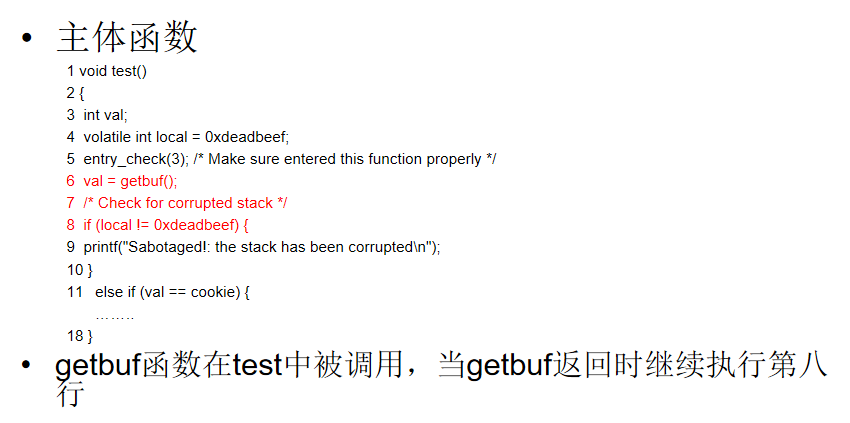 • 主体函数
1 void test()
2 {
3 int val;
4 volatile int local = 0xdeadbeef;
5 entry_check(3); /* Make sure entered this function properly */
6 val = getbuf();
7 /* Check for corrupted stack */
8 if (local != 0xdeadbeef) {
9 printf("Sabotaged!: the stack has been corrupted\n");
10 }
11 else if (val == cookie) {
……..
18 }
• getbuf函数在test中被调用，当getbuf返回时继续执行第八
行